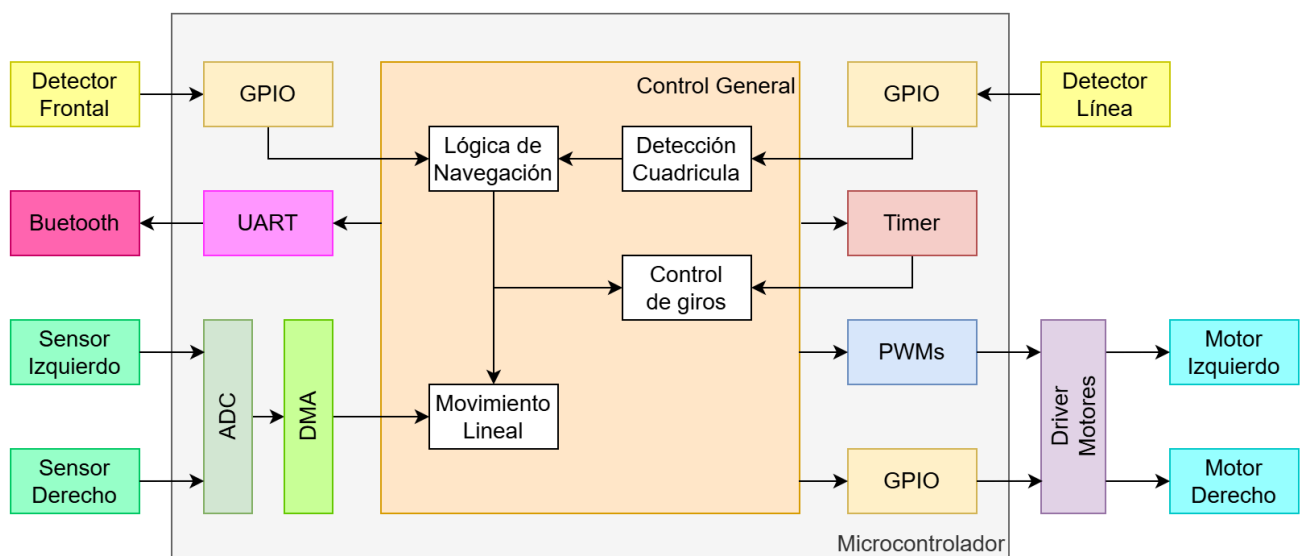 Detector
Frontal
GPIO
Control General
GPIO
Detector
Línea
Lógica de
Navegación
Detección
Cuadricula
Buetooth
UART
Timer
Control
de giros
Sensor
Izquierdo
ADC
DMA
PWMs
Driver
Motores
Motor
Izquierdo
Movimiento
Lineal
Sensor
Derecho
GPIO
Motor
Derecho
Microcontrolador